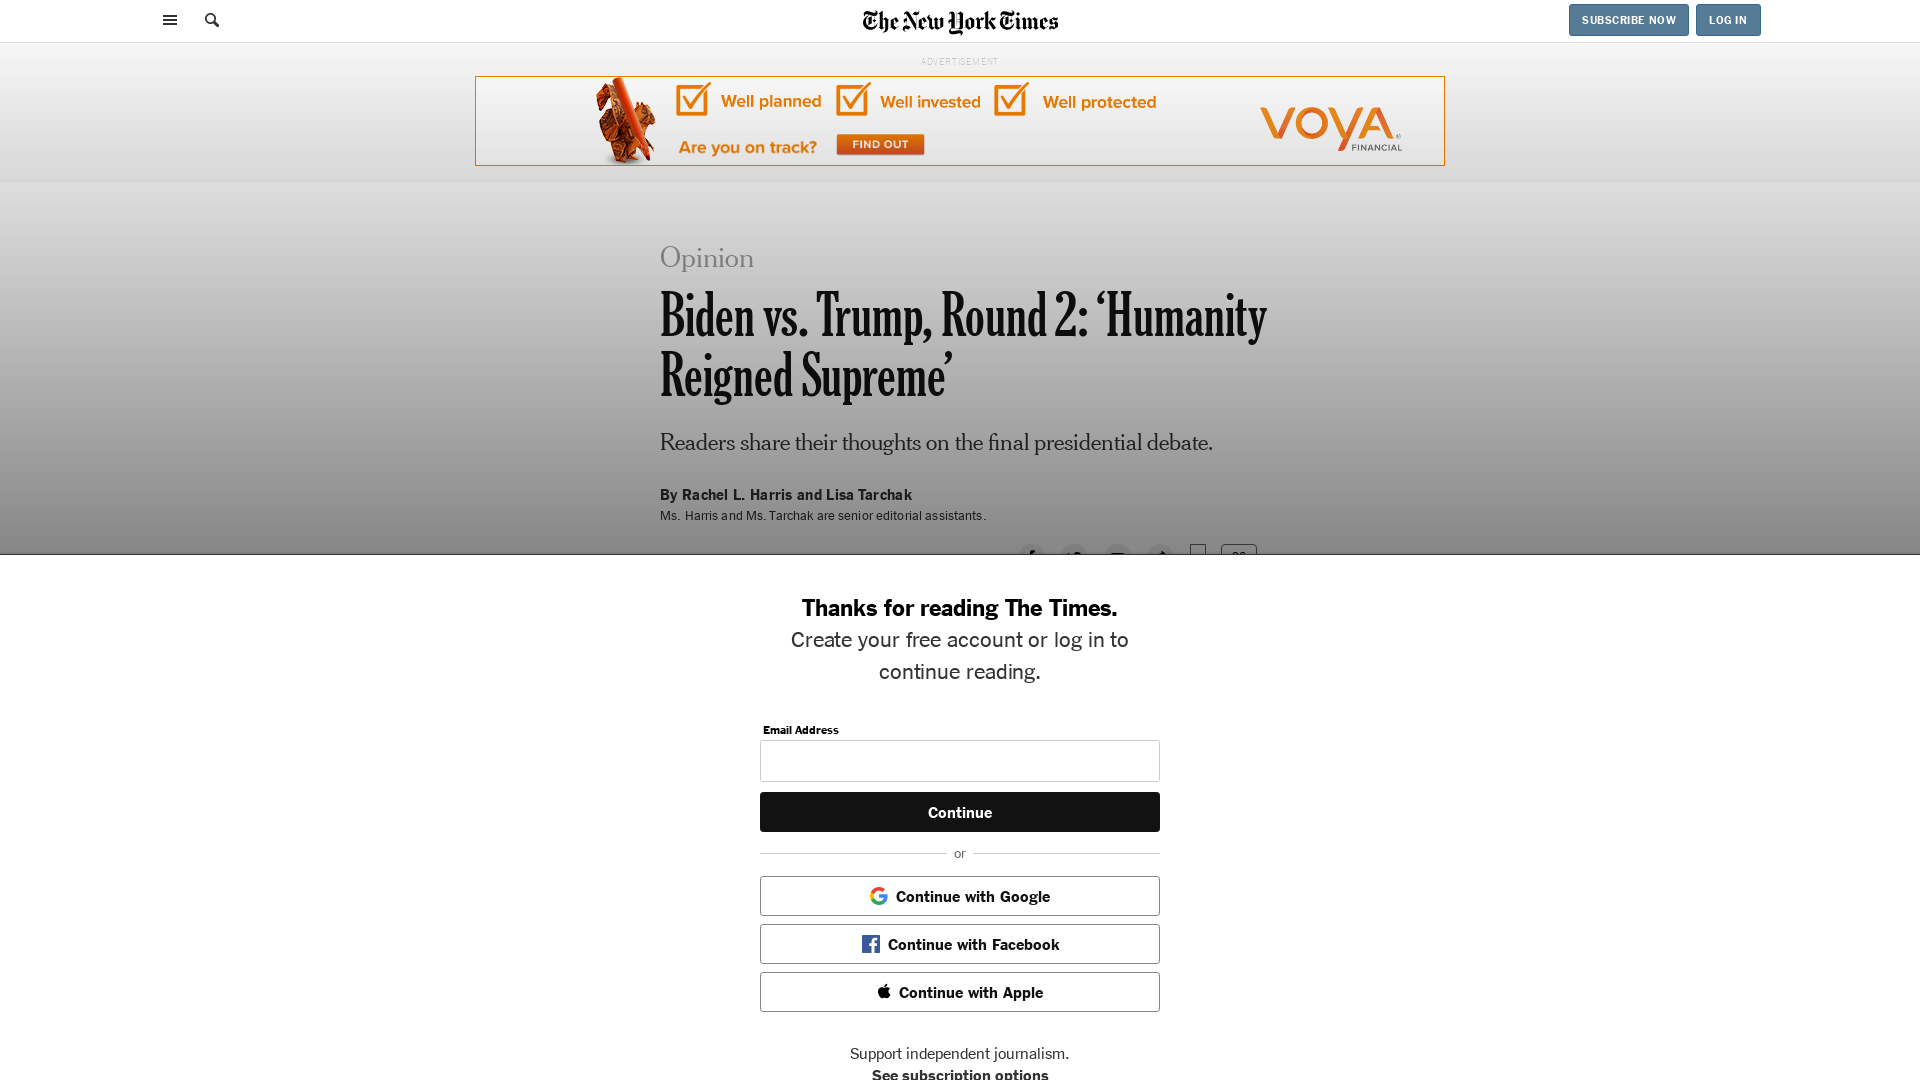 The New York Times
SUBSCRIBE NOW
LOG IN
ADVERTISEMENT
Well planned
Well invested
Well protected
Are you on track?
FIND OUT
VOYA
FINANCIAL
Opinion
Biden vs. Trump, Round 2: ‘Humanity
Reigned Supreme’
Readers share their thoughts on the final presidential debate.
By Rachel L. Harris and Lisa Tarchak
Ms. Harris and Ms. Tarchak are senior editorial assistants.
Thanks for reading The Times.
Create your free account or log in to
continue reading.
Email Address
Continue
or
Continue with Google
Continue with Facebook
Continue with Apple
Support independent journalism.
See subscription options